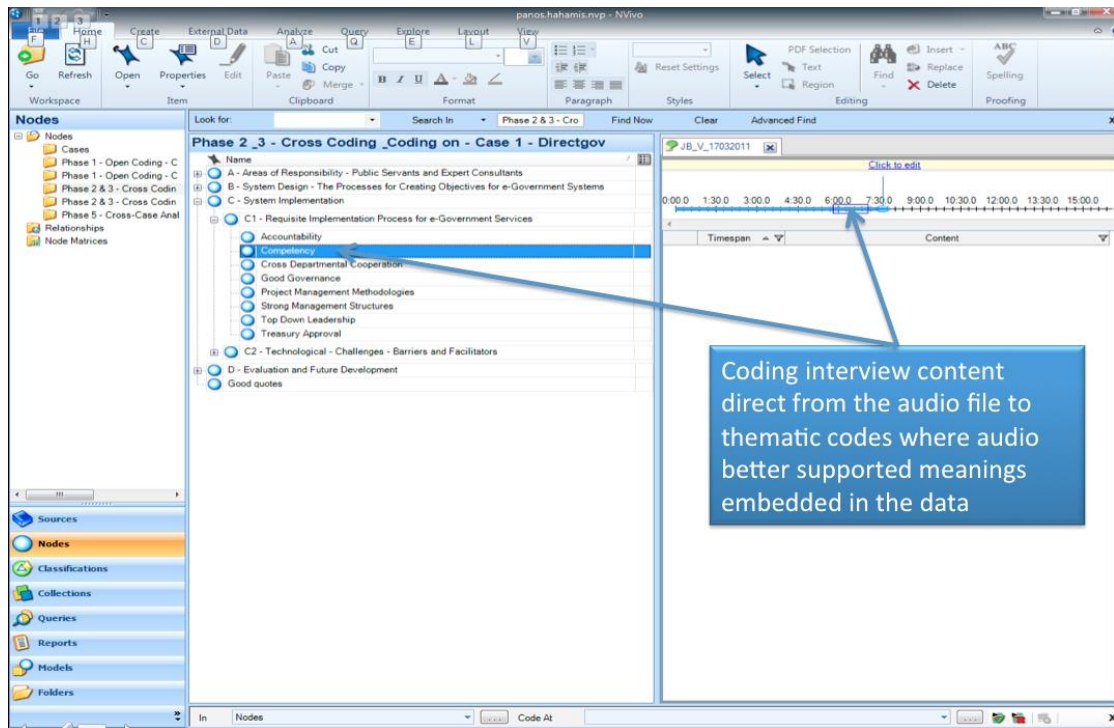 panos.hahamis.nvp - NVivo
1 2 3
File Home Create External Data Analyze Query Explore Layout View
F H C D A Q E L V
Go Refresh Open Properties Edit Paste Cut Copy Merge
B I U A
Reset Settings Select PDF Selection Text Region Find Insert Replace Delete ABC Spelling
Workspace Item Clipboard Format Paragraph Styles Editing Proofing
Nodes
Look for: Search In Phase 2 & 3 - Cro Find Now Clear Advanced Find x
Nodes
Cases
Phase 1 - Open Coding - C
Phase 1 - Open Coding - C
Phase 2 & 3 - Cross Codin
Phase 2 & 3 - Cross Codin
Phase 5 - Cross-Case Anal
Relationships
Node Matrices
Phase 2 _3 - Cross Coding _Coding on - Case 1 - Directgov
Name
A - Areas of Responsibility - Public Servants and Expert Consultants
B - System Design - The Processes for Creating Objectives for e-Government Systems
C - System Implementation
C1 - Requisite Implementation Process for e-Government Services
Accountability
Competency
Cross Departmental Cooperation
Good Governance
Project Management Methodologies
Strong Management Structures
Top Down Leadership
Treasury Approval
C2 - Technological - Challenges - Barriers and Facilitators
D - Evaluation and Future Development
Good quotes
JB_V_17032011
Click to edit
0:00.0 1:30.0 3:00.0 4:30.0 6:00.0 7:30.0 9:00.0 10:30.0 12:00.0 13:30.0 15:00.0
Timespan Content
Coding interview content
direct from the audio file to
thematic codes where audio
better supported meanings
embedded in the data
Sources
Nodes
Classifications
Collections
Queries
Reports
Models
Folders
In Nodes ... Code At ... x